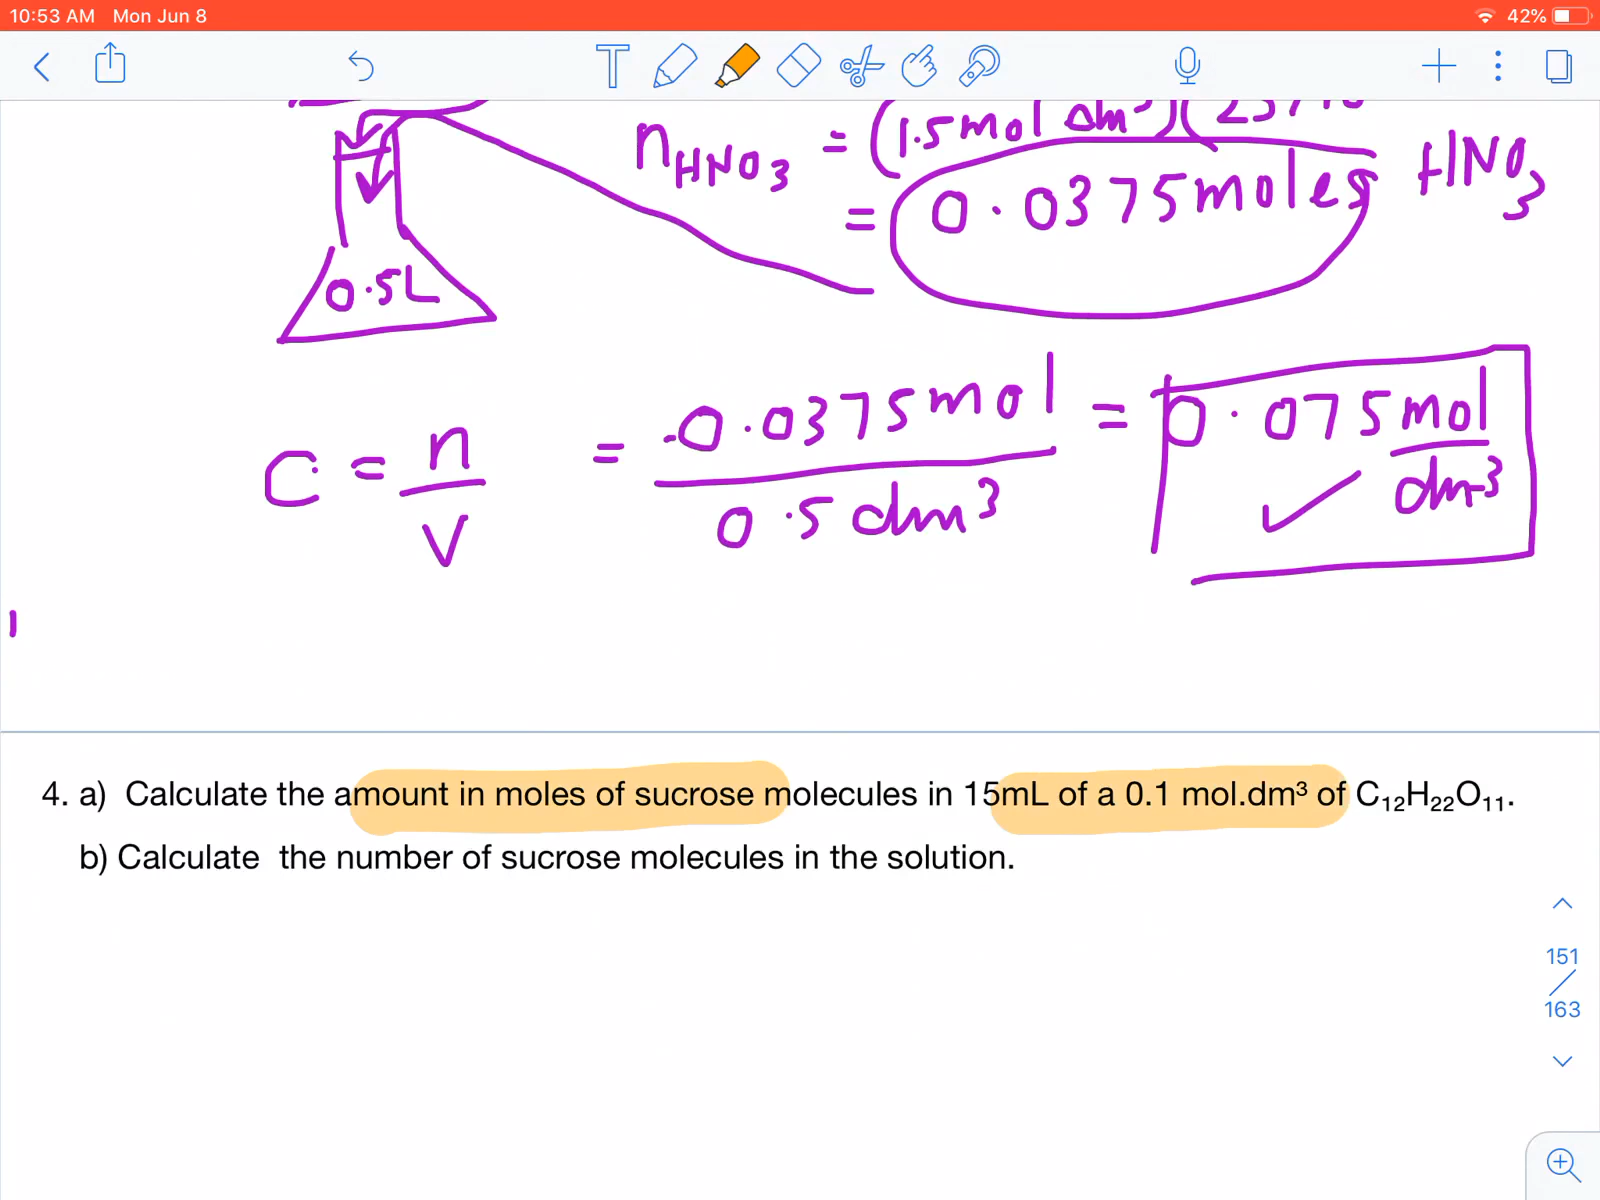 10:53 AM Mon Jun 8
42%
T
nHNO₃ = (1.5 mol dm³)(
= 0.0375 moles HNO₃
0.5L
C = n/V = 0.0375 mol / 0.5 dm³ = 0.075 mol/dm³
4. a) Calculate the amount in moles of sucrose molecules in 15mL of a 0.1 mol.dm³ of C₁₂H₂₂O₁₁.
b) Calculate the number of sucrose molecules in the solution.
151
163